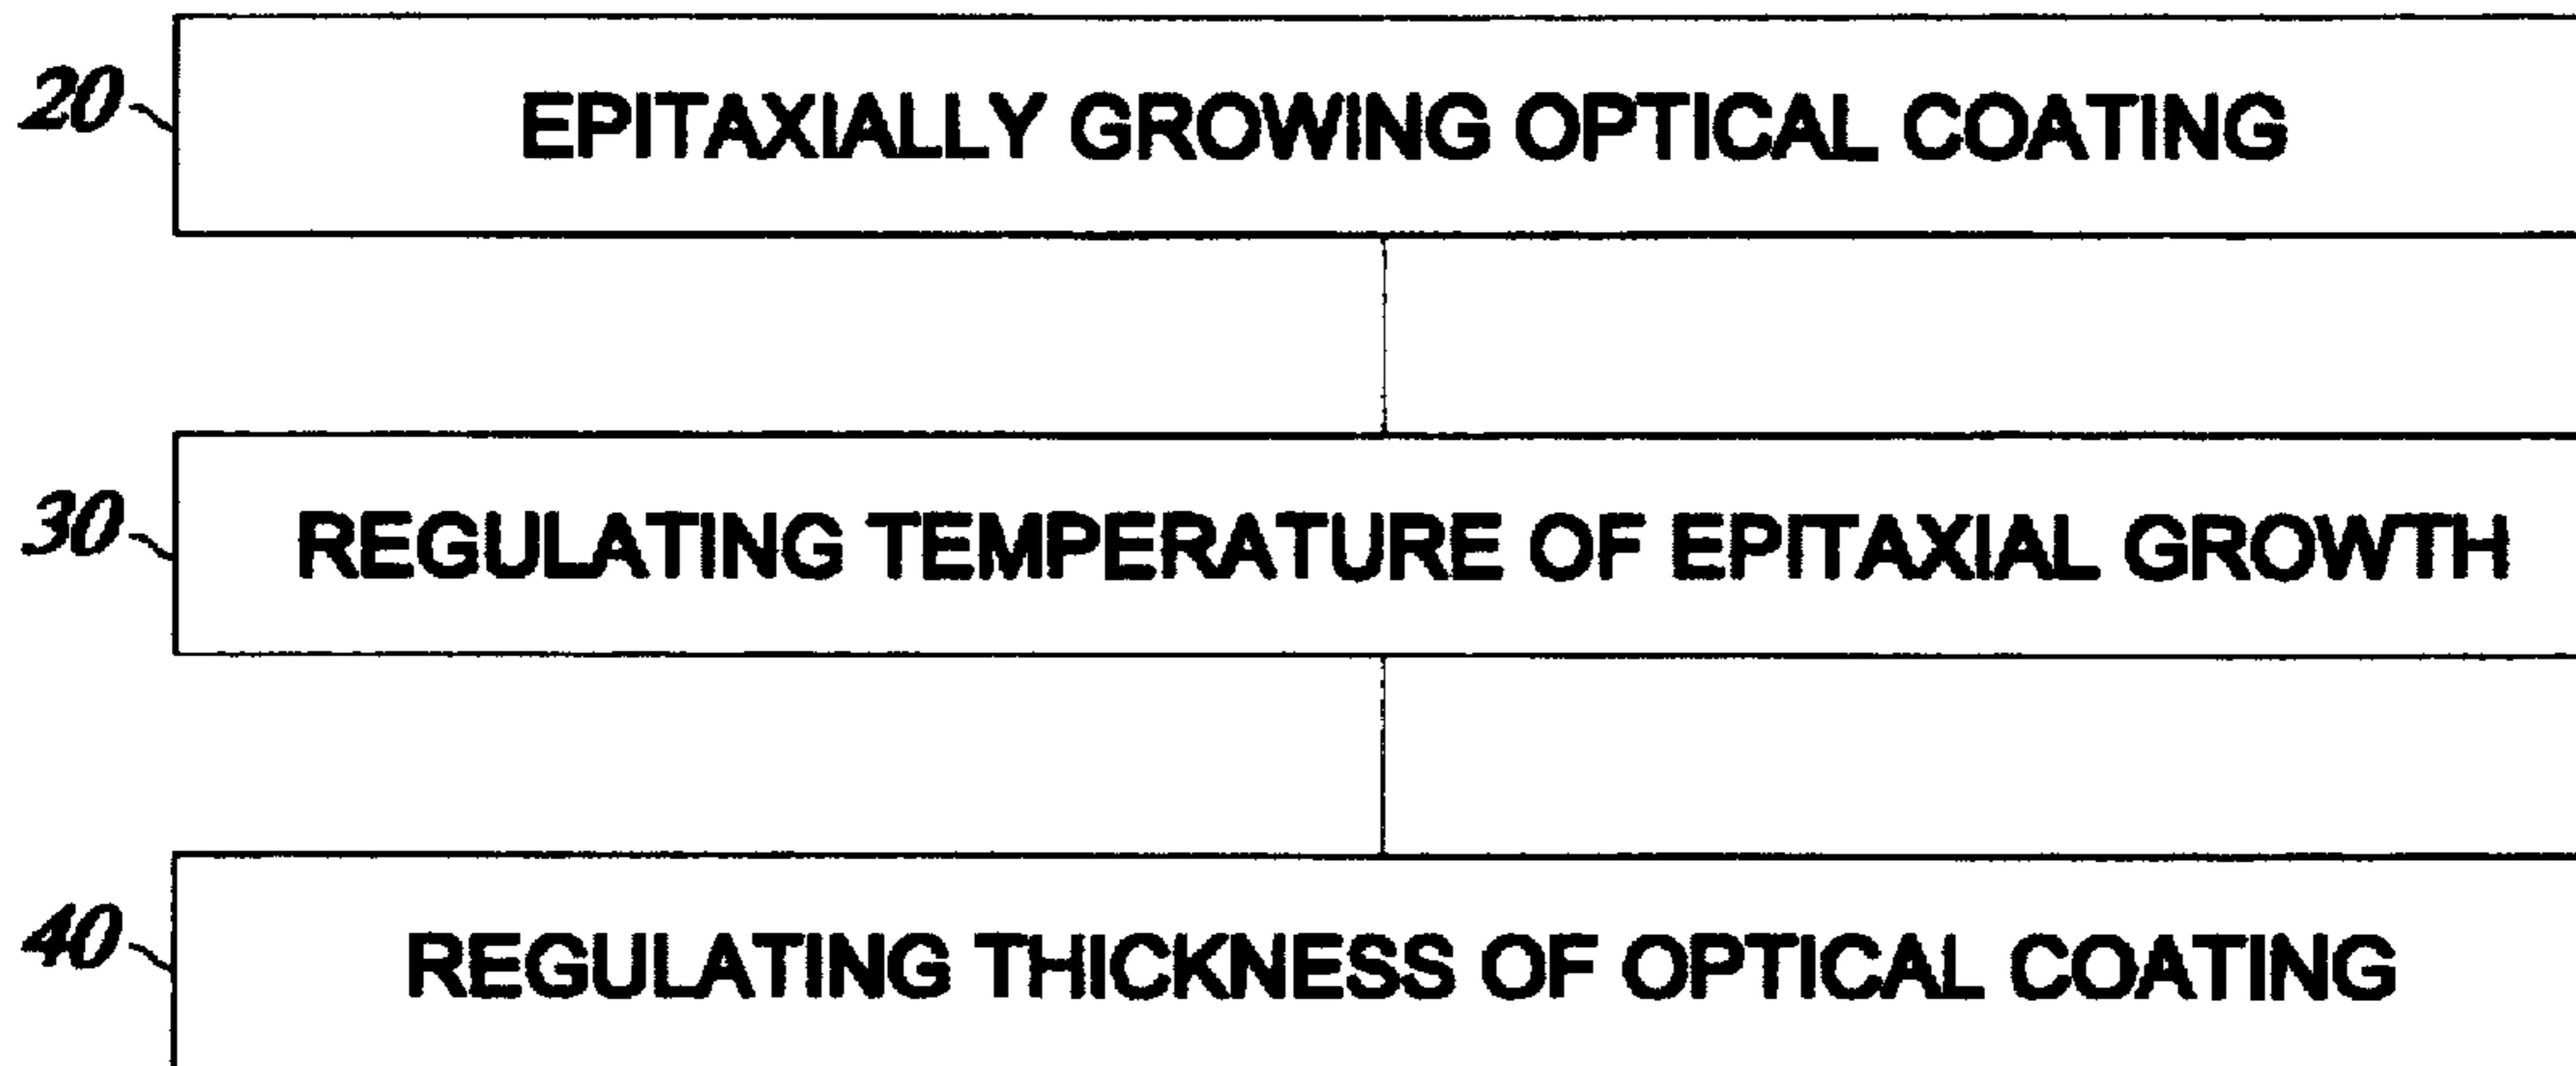 20 EPITAXIALLY GROWING OPTICAL COATING
30 REGULATING TEMPERATURE OF EPITAXIAL GROWTH
40 REGULATING THICKNESS OF OPTICAL COATING